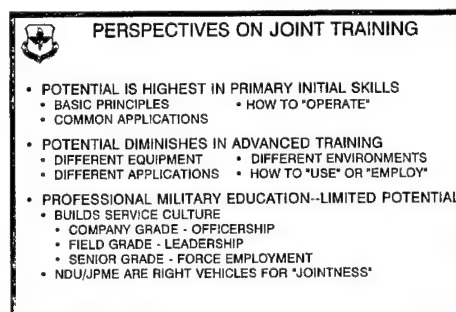 PERSPECTIVES ON JOINT TRAINING
• POTENTIAL IS HIGHEST IN PRIMARY INITIAL SKILLS
• BASIC PRINCIPLES • HOW TO "OPERATE"
• COMMON APPLICATIONS
• POTENTIAL DIMINISHES IN ADVANCED TRAINING
• DIFFERENT EQUIPMENT • DIFFERENT ENVIRONMENTS
• DIFFERENT APPLICATIONS • HOW TO "USE" OR "EMPLOY"
• PROFESSIONAL MILITARY EDUCATION--LIMITED POTENTIAL
• BUILDS SERVICE CULTURE
• COMPANY GRADE - OFFICERSHIP
• FIELD GRADE - LEADERSHIP
• SENIOR GRADE - FORCE EMPLOYMENT
• NDU/JPME ARE RIGHT VEHICLES FOR "JOINTNESS"